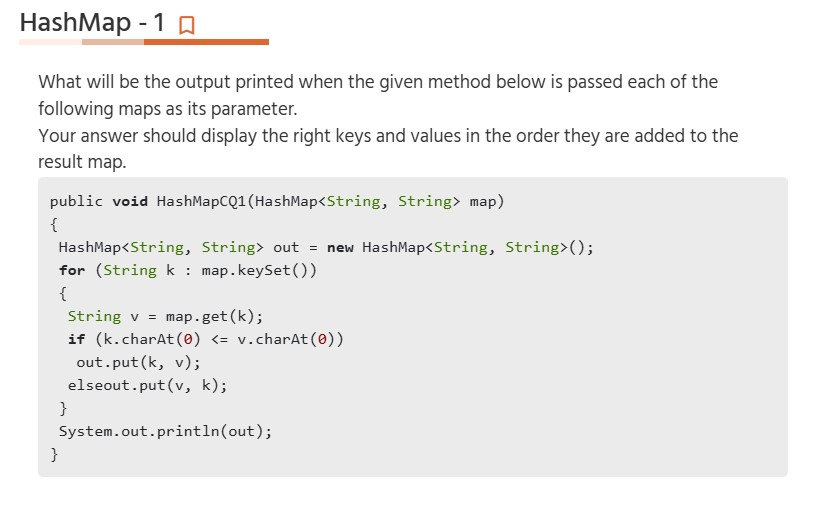 HashMap - 1
What will be the output printed when the given method below is passed each of the
following maps as its parameter.
Your answer should display the right keys and values in the order they are added to the
result map.
public void HashMapCQ1(HashMap<String, String> map)
{
HashMap<String, String> out = new HashMap<String, String>();
for (String k : map.keySet())
{
String v = map.get(k);
if (k.charAt(0) <= v.charAt(0))
out.put(k, v);
elseout.put(v, k);
}
System.out.println(out);
}